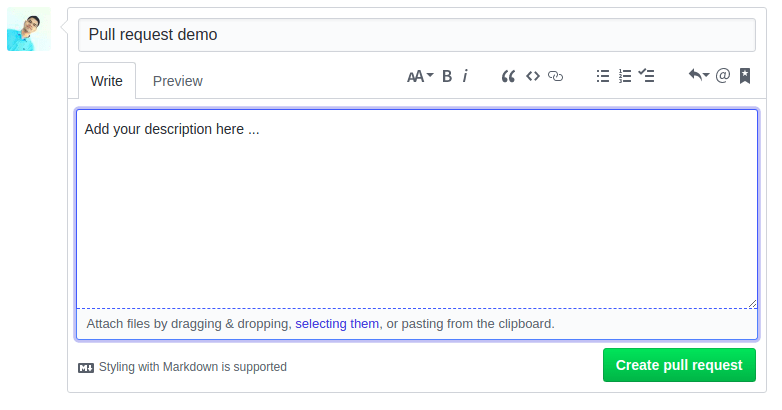 Pull request demo
Write Preview AA B i @
Add your description here ...
Attach files by dragging & dropping, selecting them, or pasting from the clipboard.
Styling with Markdown is supported
Create pull request